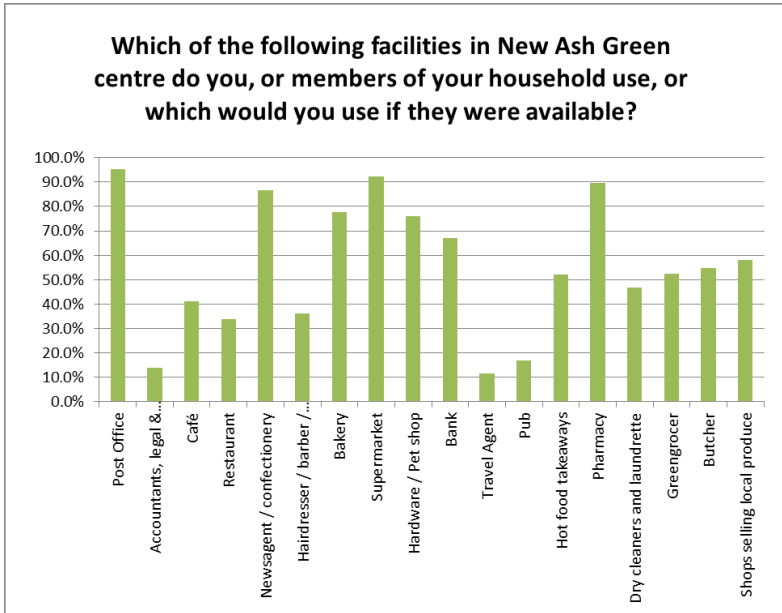 Which of the following facilities in New Ash Green
centre do you, or members of your household use, or
which would you use if they were available?
100.0%
90.0%
80.0%
70.0%
60.0%
50.0%
40.0%
30.0%
20.0%
10.0%
0.0%
Post Office
Accountants, legal &...
Café
Restaurant
Newsagent / confectionery
Hairdresser / barber /...
Bakery
Supermarket
Hardware / Pet shop
Bank
Travel Agent
Pub
Hot food takeaways
Pharmacy
Dry cleaners and laundrette
Greengrocer
Butcher
Shops selling local produce